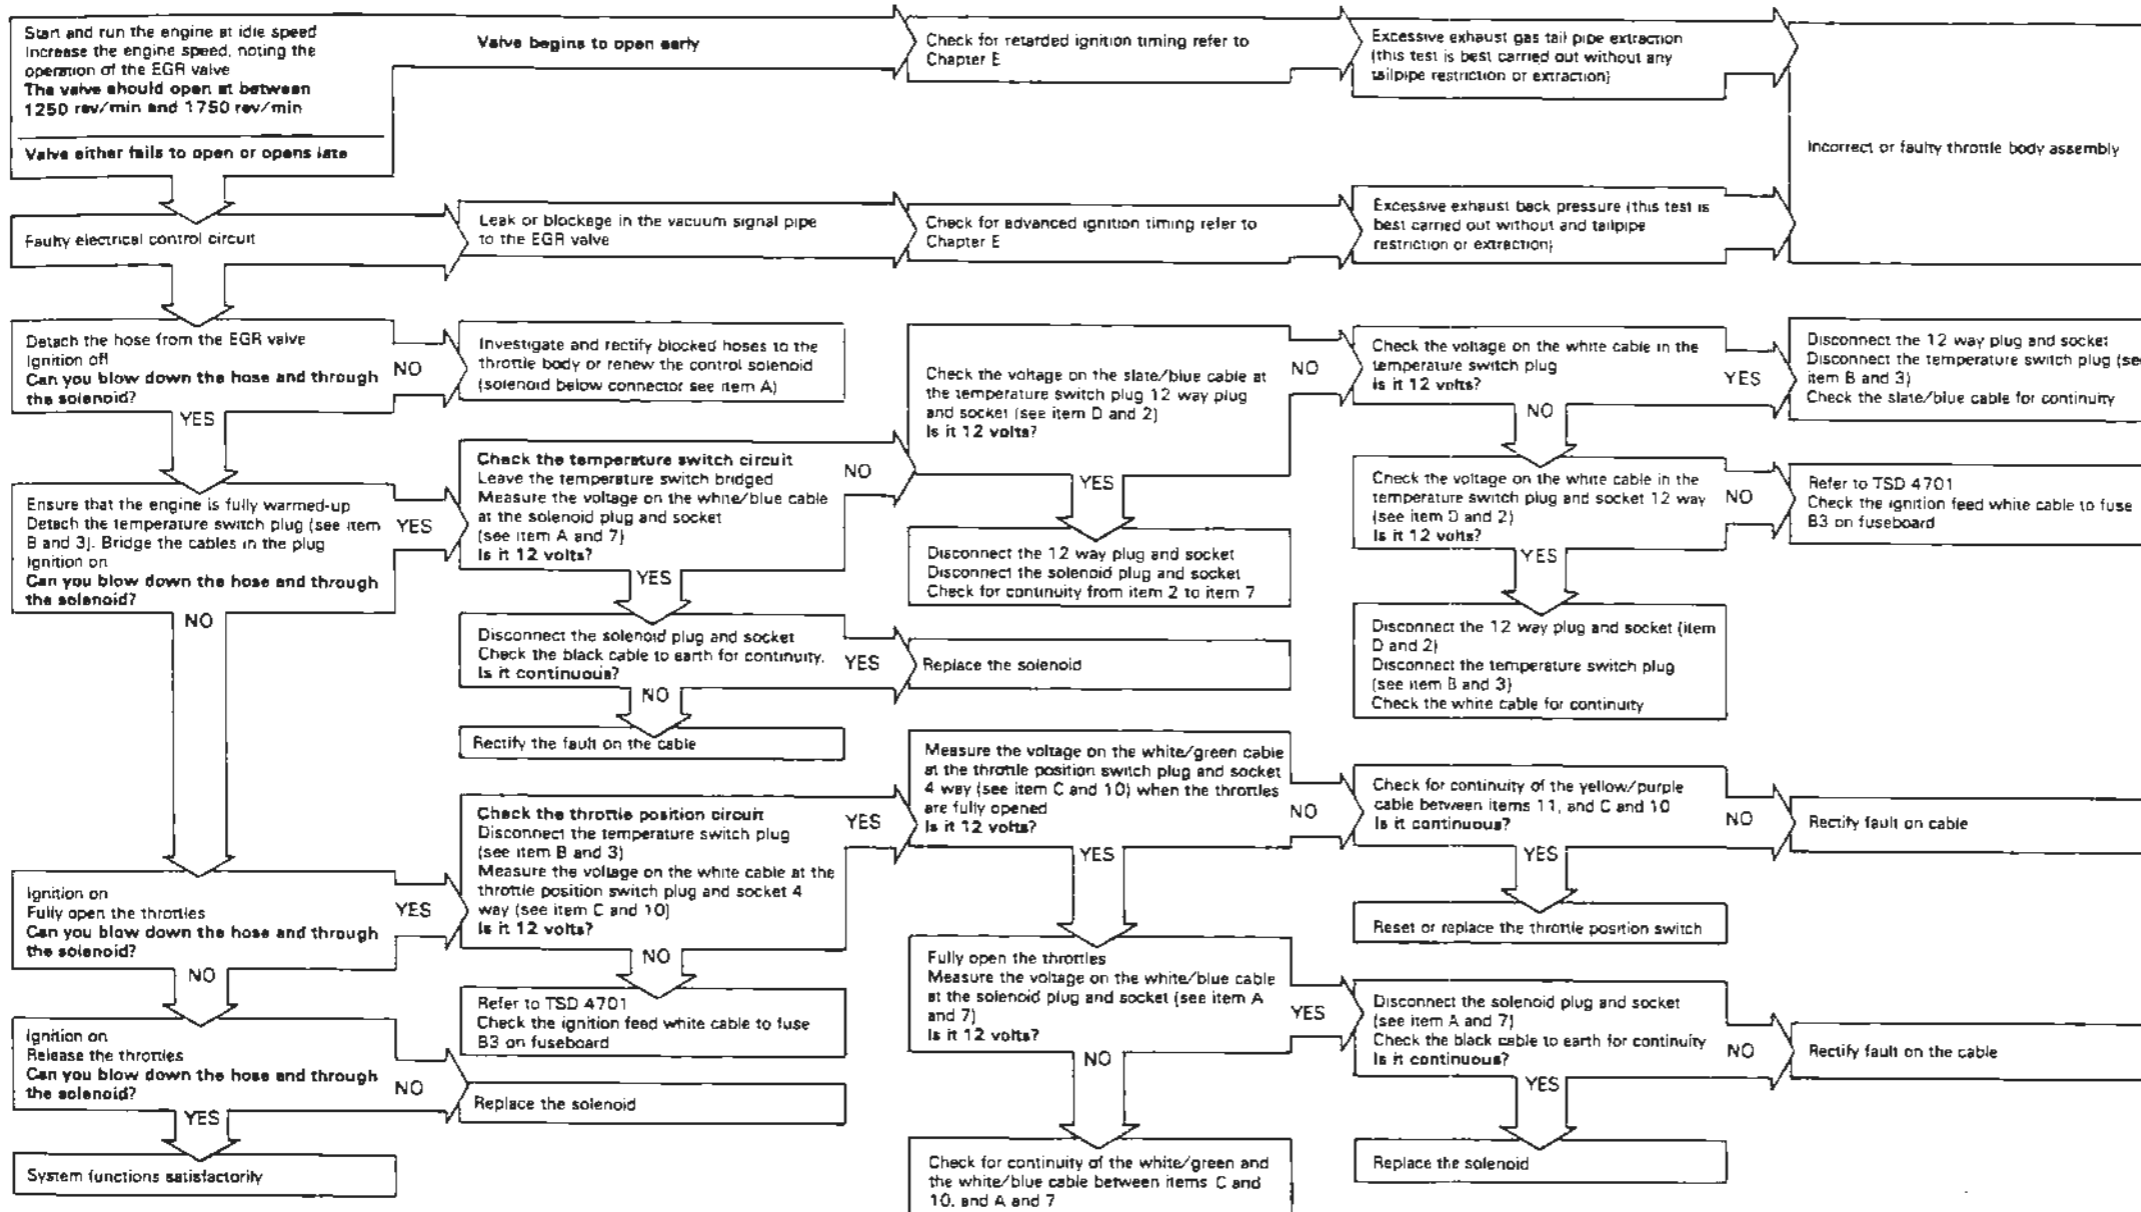 Start and run the engine at idle speed
Increase the engine speed, noting the
operation of the EGR valve
The valve should open at between
1250 rev/min and 1750 rev/min
Valve either fails to open or opens late
Valve begins to open early
Check for retarded ignition timing refer to
Chapter E
Excessive exhaust gas tail pipe extraction
(this test is best carried out without any
tailpipe restriction or extraction)
Incorrect or faulty throttle body assembly
Faulty electrical control circuit
Leak or blockage in the vacuum signal pipe
to the EGR valve
Check for advanced ignition timing refer to
Chapter E
Excessive exhaust back pressure (this test is
best carried out without and tailpipe
restriction or extraction)
Detach the hose from the EGR valve
Ignition off
Can you blow down the hose and through
the solenoid?
NO
YES
Investigate and rectify blocked hoses to the
throttle body or renew the control solenoid
(solenoid below connector see item A)
Check the voltage on the slate/blue cable at
the temperature switch plug 12 way plug
and socket (see item D and 2)
Is it 12 volts?
NO
YES
Check the voltage on the white cable in the
temperature switch plug
Is it 12 volts?
YES
NO
Disconnect the 12 way plug and socket
Disconnect the temperature switch plug (see
item B and 3)
Check the slate/blue cable for continuity
Ensure that the engine is fully warmed-up
Detach the temperature switch plug (see item
B and 3). Bridge the cables in the plug
Ignition on
Can you blow down the hose and through
the solenoid?
YES
NO
Check the temperature switch circuit
Leave the temperature switch bridged
Measure the voltage on the white/blue cable
at the solenoid plug and socket
(see item A and 7)
Is it 12 volts?
NO
YES
Disconnect the 12 way plug and socket
Disconnect the solenoid plug and socket
Check for continuity from item 2 to item 7
Check the voltage on the white cable in the
temperature switch plug and socket 12 way
(see item D and 2)
Is it 12 volts?
NO
YES
Refer to TSD 4701
Check the ignition feed white cable to fuse
B3 on fuseboard
Disconnect the solenoid plug and socket
Check the black cable to earth for continuity.
Is it continuous?
YES
NO
Replace the solenoid
Disconnect the 12 way plug and socket (item
D and 2)
Disconnect the temperature switch plug
(see item B and 3)
Check the white cable for continuity
Rectify the fault on the cable
Ignition on
Fully open the throttles
Can you blow down the hose and through
the solenoid?
YES
NO
Check the throttle position circuit
Disconnect the temperature switch plug
(see item B and 3)
Measure the voltage on the white cable at the
throttle position switch plug and socket 4
way (see item C and 10)
Is it 12 volts?
YES
NO
Measure the voltage on the white/green cable
at the throttle position switch plug and socket
4 way (see item C and 10) when the throttles
are fully opened
Is it 12 volts?
NO
YES
Check for continuity of the yellow/purple
cable between items 11, and C and 10
Is it continuous?
NO
YES
Rectify fault on cable
Reset or replace the throttle position switch
Refer to TSD 4701
Check the ignition feed white cable to fuse
B3 on fuseboard
Fully open the throttles
Measure the voltage on the white/blue cable
at the solenoid plug and socket (see item A
and 7)
Is it 12 volts?
YES
NO
Disconnect the solenoid plug and socket
(see item A and 7)
Check the black cable to earth for continuity
Is it continuous?
NO
YES
Rectify fault on the cable
Ignition on
Release the throttles
Can you blow down the hose and through
the solenoid?
NO
YES
Replace the solenoid
System functions satisfactorily
Check for continuity of the white/green and
the white/blue cable between items C and
10, and A and 7
Replace the solenoid